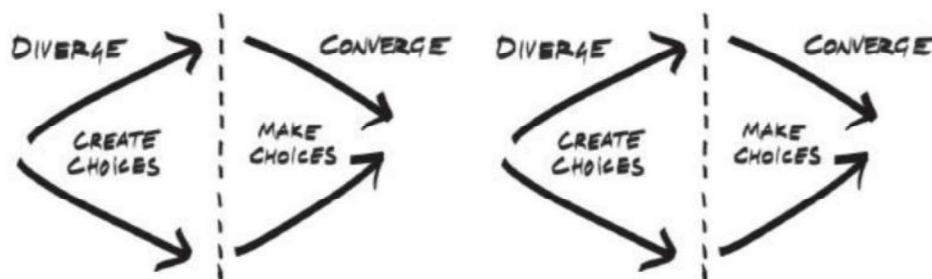 DIVERGE
CONVERGE
CREATE
CHOICES
MAKE
CHOICES
DIVERGE
CONVERGE
CREATE
CHOICES
MAKE
CHOICES